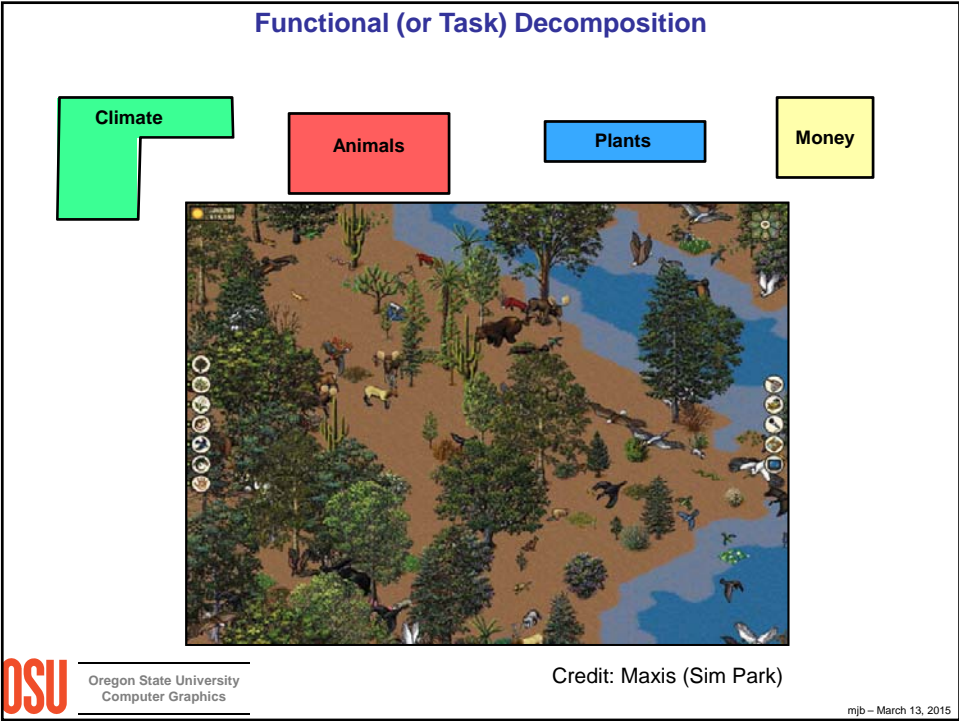 Functional (or Task) Decomposition
Climate
Animals
Plants
Money
Credit: Maxis (Sim Park)
OSU
Oregon State University
Computer Graphics
mjb – March 13, 2015